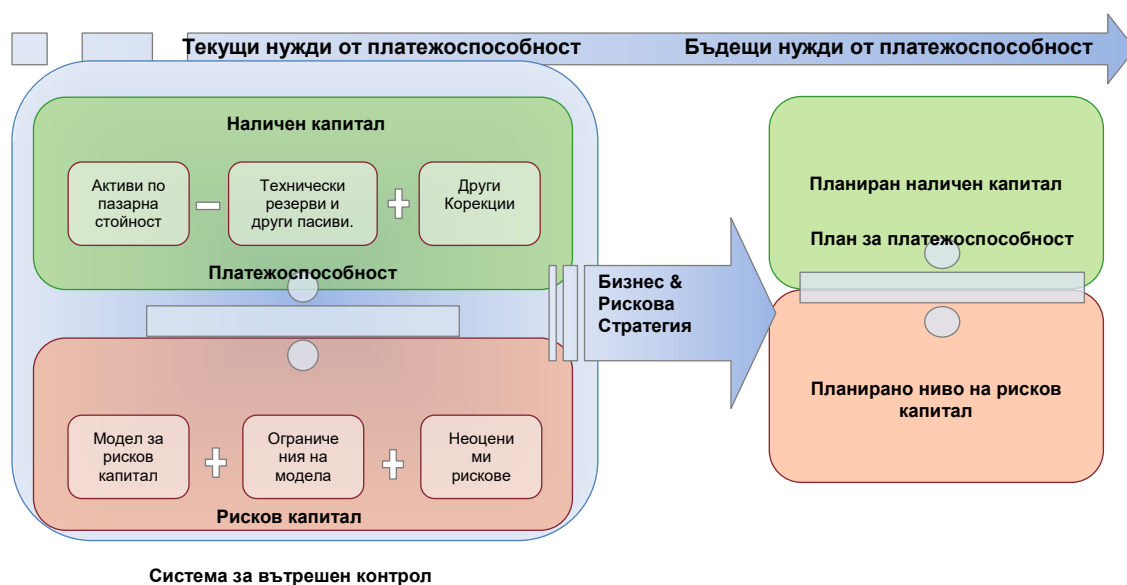 Текущи нужди от платежоспособност
Бъдещи нужди от платежоспособност
Наличен капитал
Активи по
пазарна
стойност
Технически
резерви и
други пасиви.
Други
Корекции
Платежоспособност
Модел за
рисков
капитал
Ограниче
ния на
модела
Неоцени
ми
рискове
Рисков капитал
Система за вътрешен контрол
Бизнес &
Рискова
Стратегия
Планиран наличен капитал
План за платежоспособност
Планирано ниво на рисков
капитал